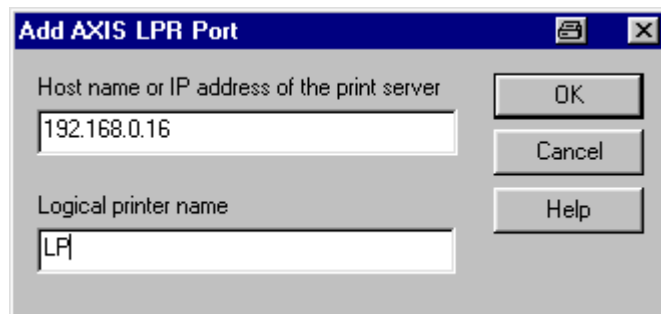 Add AXIS LPR Port
Host name or IP address of the print server
192.168.0.16
OK
Cancel
Logical printer name
Help
LP